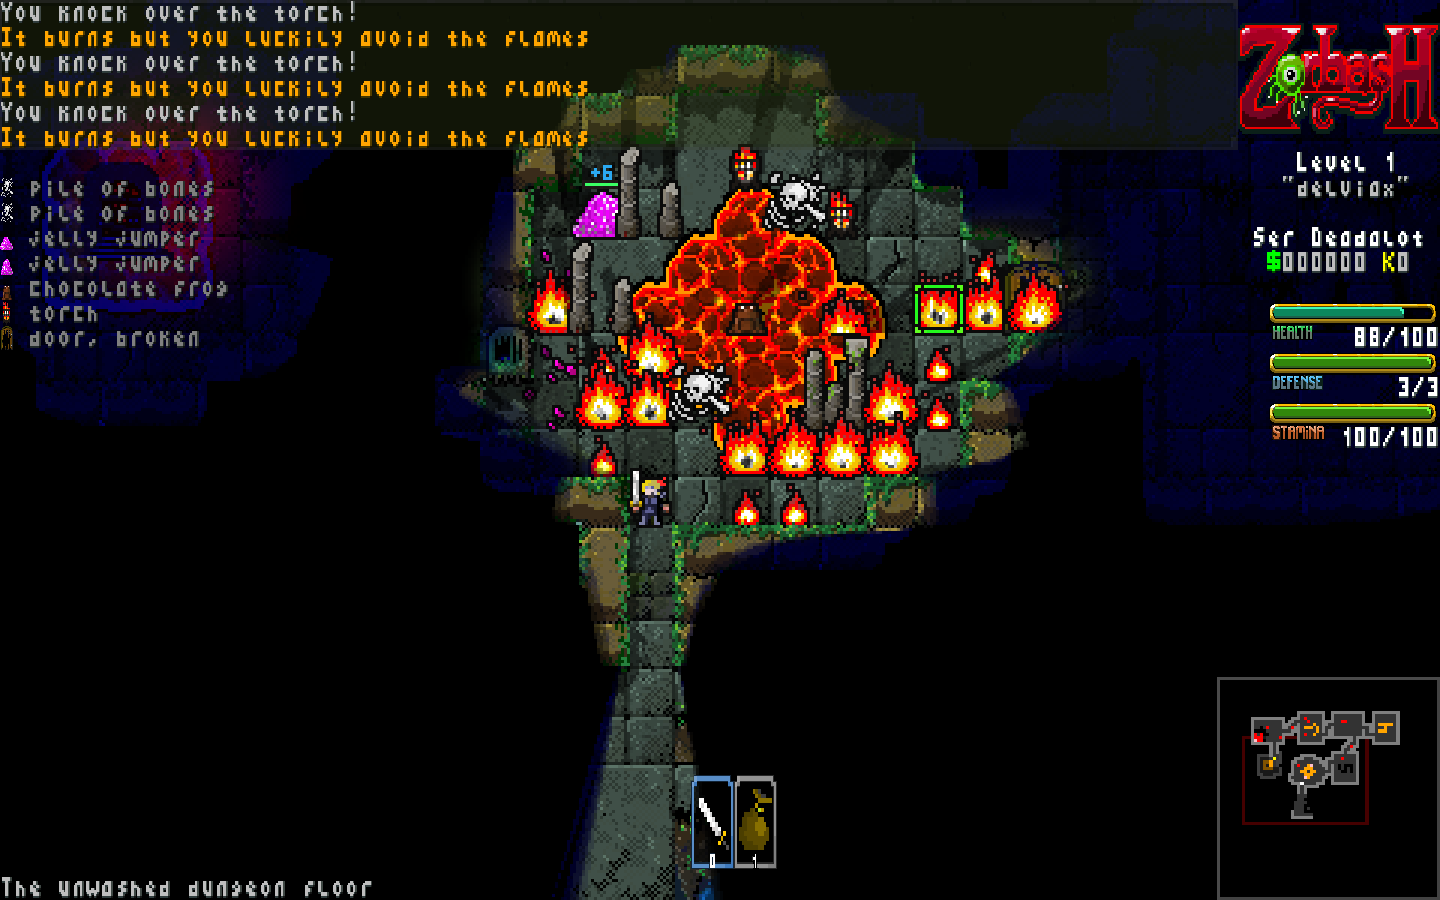 You knock over the torch!
It burns but you luckily avoid the flames
You knock over the torch!
It burns but you luckily avoid the flames
You knock over the torch!
It burns but you luckily avoid the flames
ZorbasH
Level 1
"delvidx"
+6
pile of bones
pile of bones
jelly jumper
jelly jumper
chocolate frog
torch
door, broken
Ser Deadalot
$000000 K0
HEALTH 88/100
DEFENSE 3/3
STAMINA 100/100
0
1
The unwashed dungeon floor